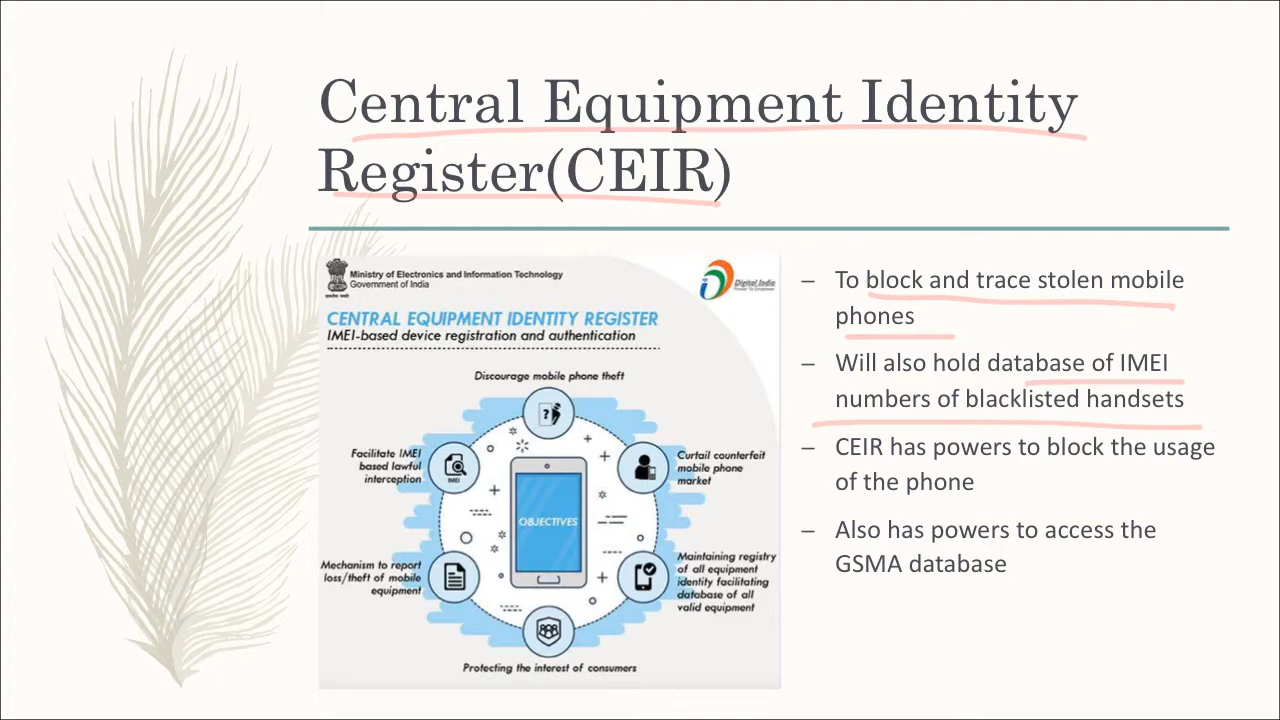 Central Equipment Identity
Register(CEIR)
Ministry of Electronics and Information Technology
Government of India
Digital India
Power To Empower
CENTRAL EQUIPMENT IDENTITY REGISTER
IMEI-based device registration and authentication
Discourage mobile phone theft
Facilitate IMEI
based lawful
interception
IMEI
Curtail counterfeit
mobile phone
market
OBJECTIVES
Mechanism to report
loss/theft of mobile
equipment
Maintaining registry
of all equipment
identity facilitating
database of all
valid equipment
Protecting the interest of consumers
– To block and trace stolen mobile
phones
– Will also hold database of IMEI
numbers of blacklisted handsets
– CEIR has powers to block the usage
of the phone
– Also has powers to access the
GSMA database